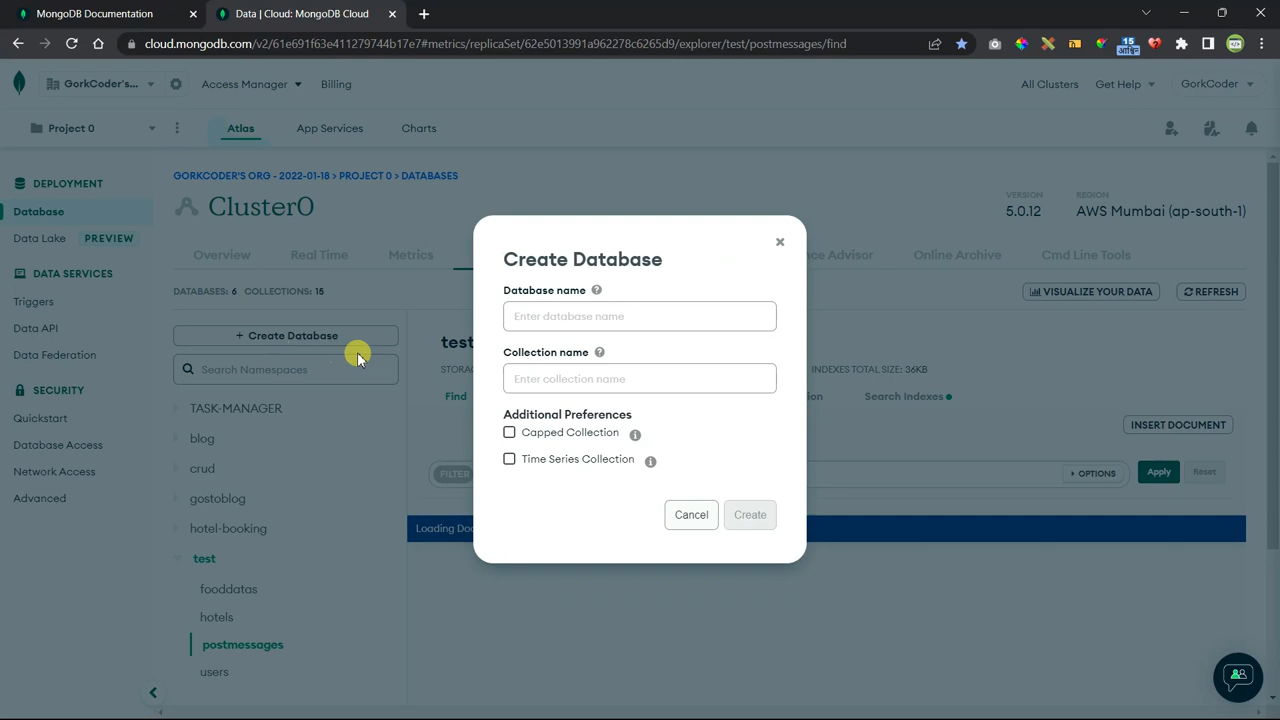 MongoDB Documentation
Data | Cloud: MongoDB Cloud
cloud.mongodb.com/v2/61e691f63e411279744b17e7#metrics/replicaSet/62e5013991a962278c6265d9/explorer/test/postmessages/find
15
GorkCoder's...
Access Manager
Billing
All Clusters
Get Help
GorkCoder
Project 0
Atlas
App Services
Charts
DEPLOYMENT
Database
Data Lake
PREVIEW
DATA SERVICES
Triggers
Data API
Data Federation
SECURITY
Quickstart
Database Access
Network Access
Advanced
GORKCODER'S ORG - 2022-01-18 > PROJECT 0 > DATABASES
Cluster0
VERSION
5.0.12
REGION
AWS Mumbai (ap-south-1)
Overview
Real Time
Metrics
nce Advisor
Online Archive
Cmd Line Tools
DATABASES: 6 COLLECTIONS: 15
VISUALIZE YOUR DATA
REFRESH
+ Create Database
Search Namespaces
TASK-MANAGER
blog
crud
gostoblog
hotel-booking
test
fooddatas
hotels
postmessages
users
test
STORA
INDEXES TOTAL SIZE: 36KB
Find
ion
Search Indexes
INSERT DOCUMENT
FILTER
OPTIONS
Apply
Reset
Loading Doc
Create Database
Database name
Enter database name
Collection name
Enter collection name
Additional Preferences
Capped Collection
Time Series Collection
Cancel
Create